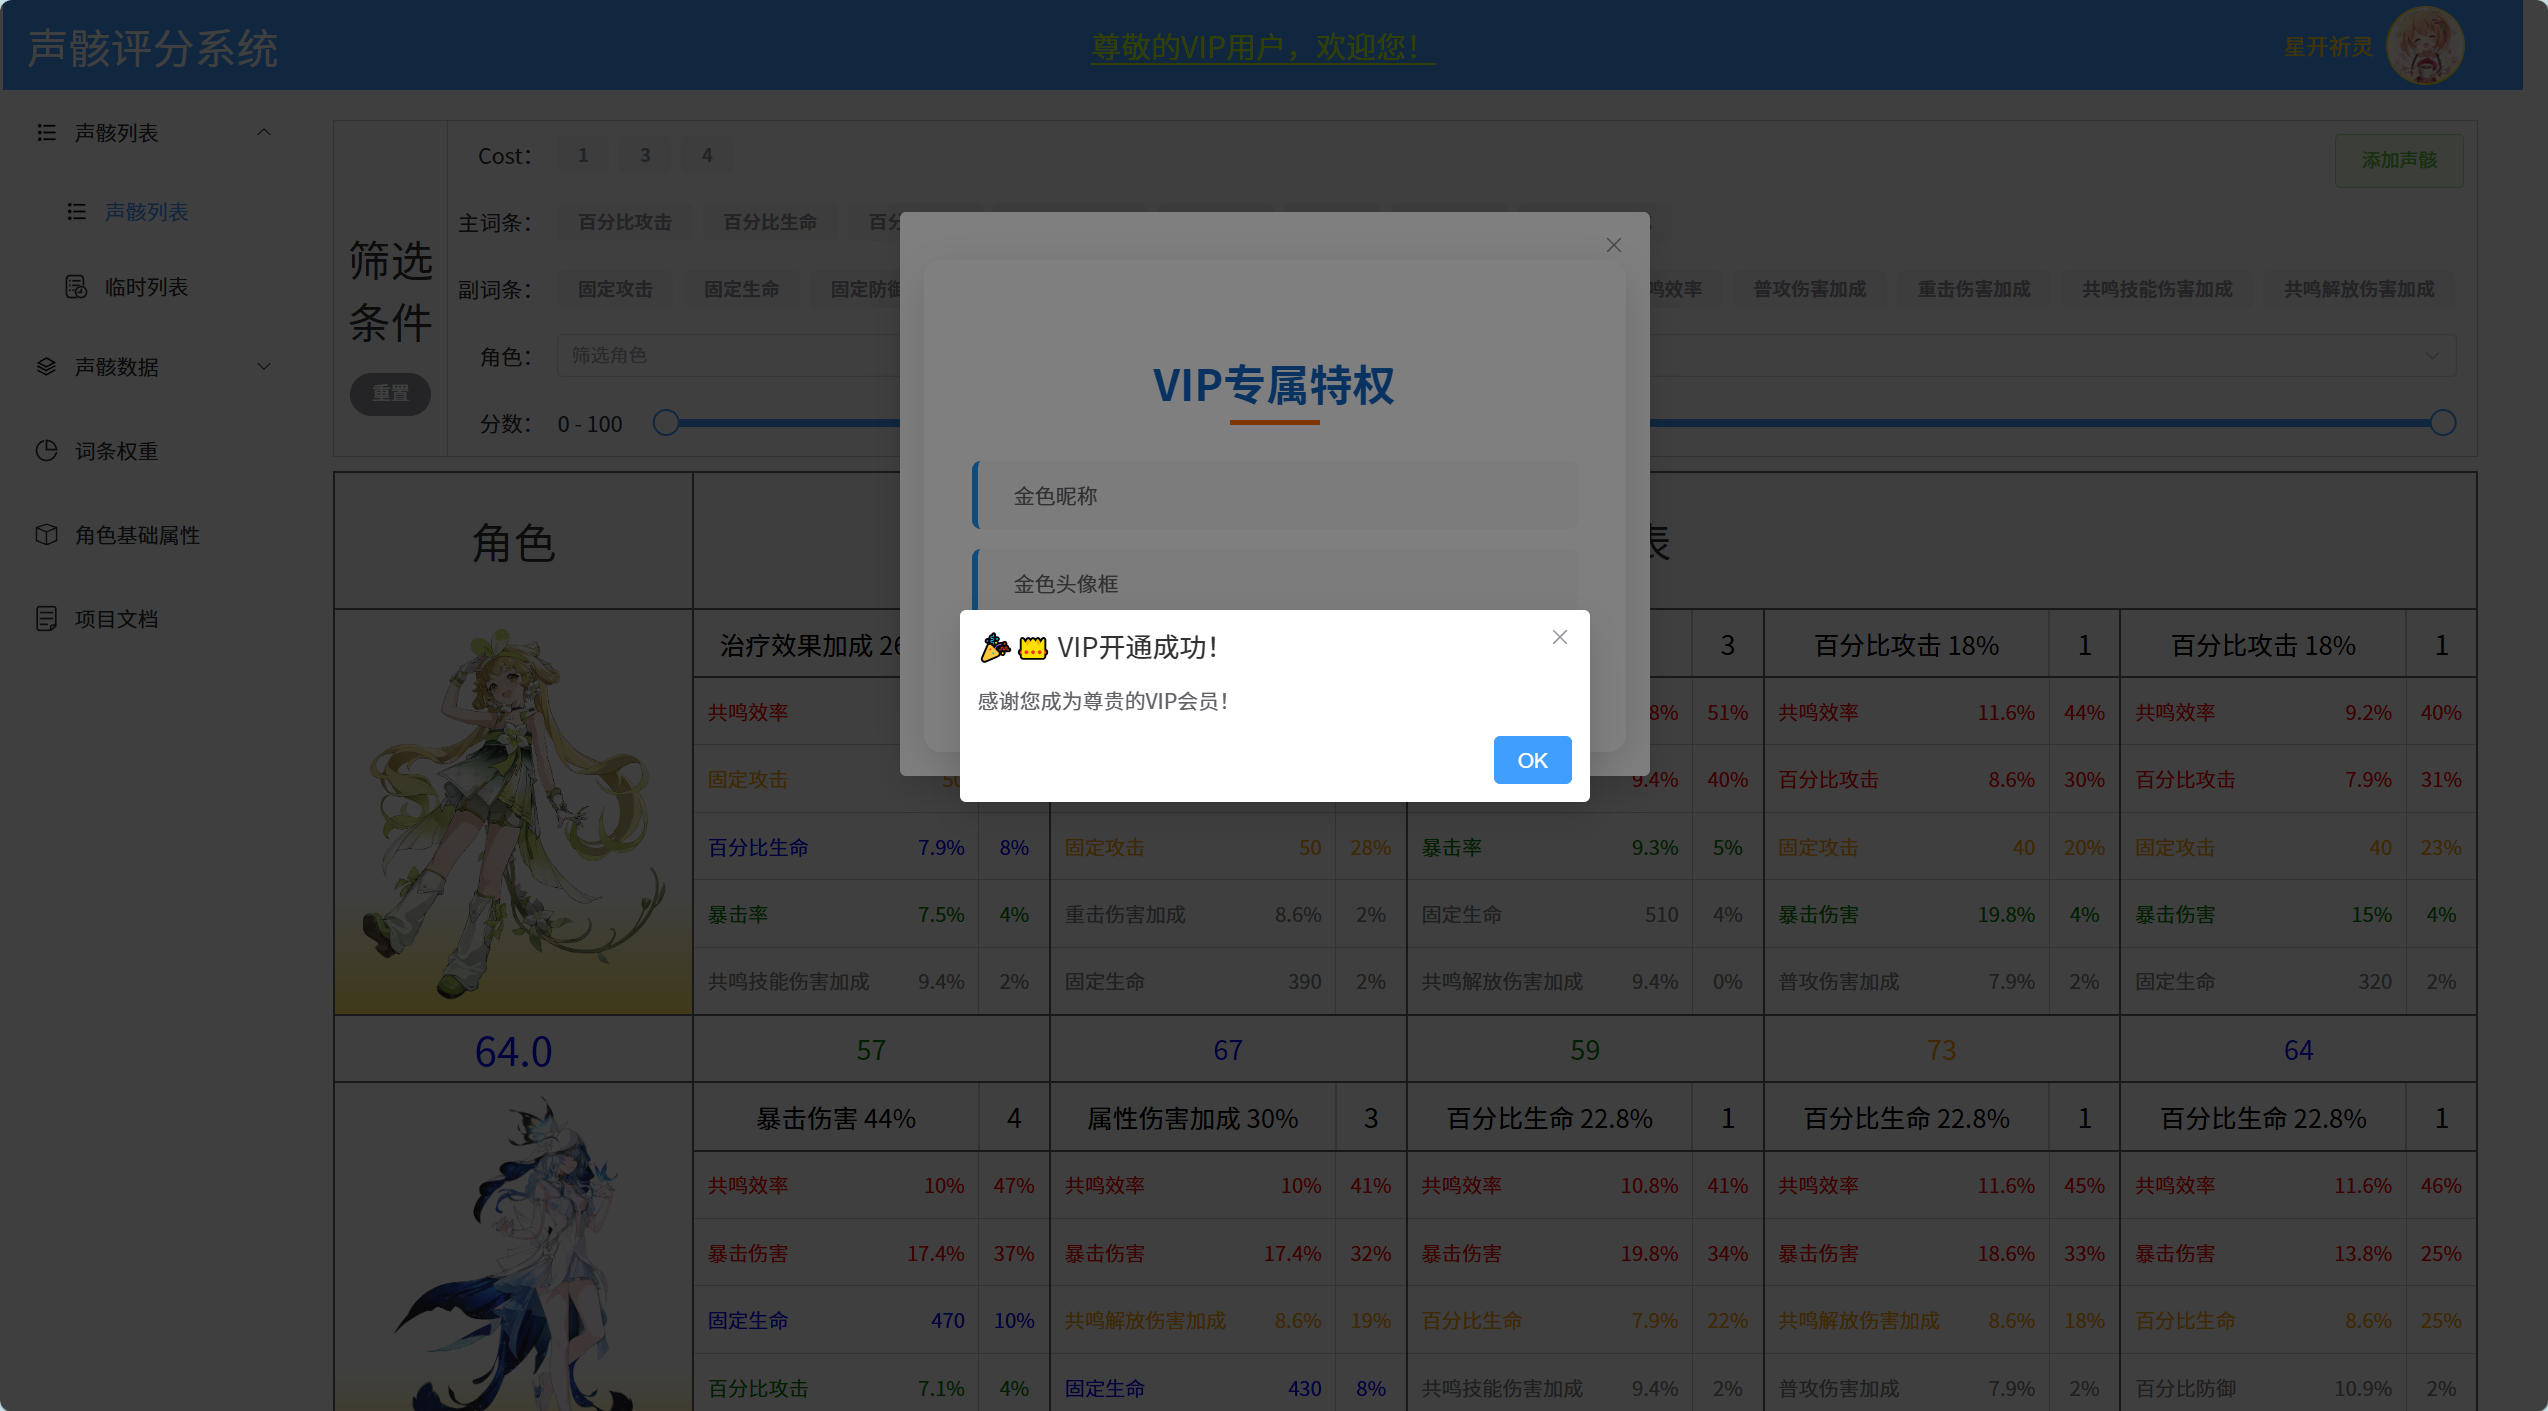 声骸评分系统
尊敬的VIP用户，欢迎您！
星开祈灵
声骸列表
声骸列表
临时列表
声骸数据
词条权重
角色基础属性
项目文档
筛选
条件
重置
Cost：
1 3 4
添加声骸
主词条：
百分比攻击 百分比生命
副词条：
固定攻击 固定生命 固定防御 鸣效率 普攻伤害加成 重击伤害加成 共鸣技能伤害加成 共鸣解放伤害加成
角色：
筛选角色
分数：
0 - 100
VIP专属特权
金色昵称
金色头像框
VIP开通成功！
感谢您成为尊贵的VIP会员！
OK
角色 表
治疗效果加成 3 百分比攻击 18% 1 百分比攻击 18% 1
共鸣效率 8% 51% 共鸣效率 11.6% 44% 共鸣效率 9.2% 40%
固定攻击 9.4% 40% 百分比攻击 8.6% 30% 百分比攻击 7.9% 31%
百分比生命 7.9% 8% 固定攻击 50 28% 暴击率 9.3% 5% 固定攻击 40 20% 固定攻击 40 23%
暴击率 7.5% 4% 重击伤害加成 8.6% 2% 固定生命 510 4% 暴击伤害 19.8% 4% 暴击伤害 15% 4%
共鸣技能伤害加成 9.4% 2% 固定生命 390 2% 共鸣解放伤害加成 9.4% 0% 普攻伤害加成 7.9% 2% 固定生命 320 2%
64.0 57 67 59 73 64
暴击伤害 44% 4 属性伤害加成 30% 3 百分比生命 22.8% 1 百分比生命 22.8% 1 百分比生命 22.8% 1
共鸣效率 10% 47% 共鸣效率 10% 41% 共鸣效率 10.8% 41% 共鸣效率 11.6% 45% 共鸣效率 11.6% 46%
暴击伤害 17.4% 37% 暴击伤害 17.4% 32% 暴击伤害 19.8% 34% 暴击伤害 18.6% 33% 暴击伤害 13.8% 25%
固定生命 470 10% 共鸣解放伤害加成 8.6% 19% 百分比生命 7.9% 22% 共鸣解放伤害加成 8.6% 18% 百分比生命 8.6% 25%
百分比攻击 7.1% 4% 固定生命 430 8% 共鸣技能伤害加成 9.4% 2% 普攻伤害加成 7.9% 2% 百分比防御 10.9% 2%